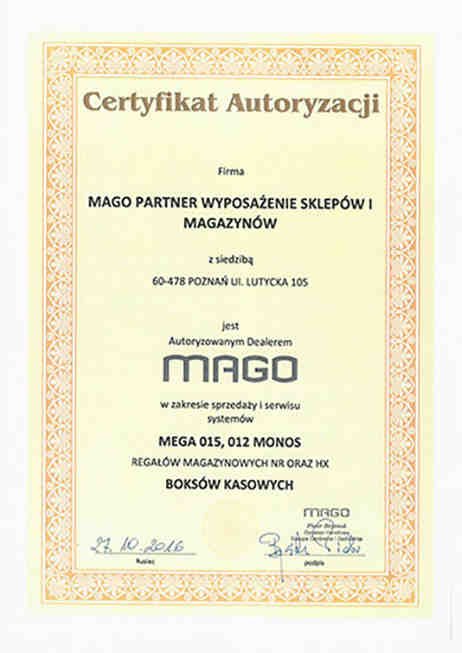 Certyfikat Autoryzacji
Firma
MAGO PARTNER WYPOSAŻENIE SKLEPÓW I
MAGAZYNÓW
z siedzibą
60-478 POZNAŃ Ul. LUTYCKA 105
jest
Autoryzowanym Dealerem
MAGO
w zakresie sprzedaży i serwisu
systemów
MEGA 015, 012 MONOS
REGAŁÓW MAGAZYNOWYCH NR ORAZ HX
BOKSÓW KASOWYCH
MAGO
Piotr
27.10.2016
Rusiec
podpis